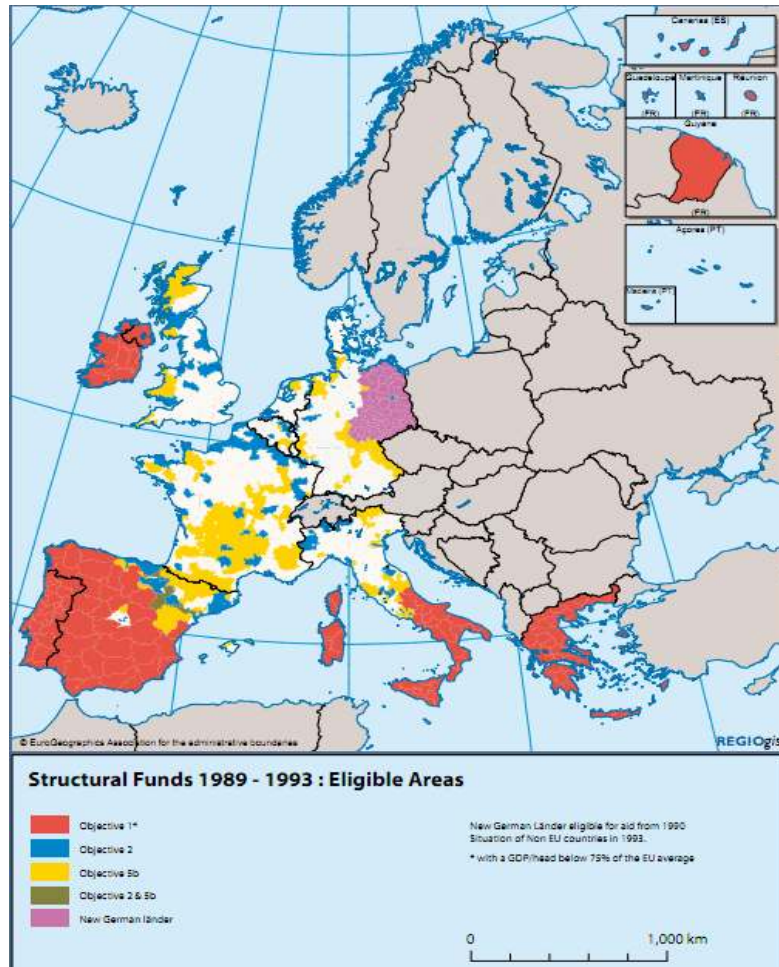 Canarias (ES)
Guadeloupe Martinique Réunion
(FR) (FR) (FR)
Guyane
(FR)
Açores (PT)
Madeira (PT)
© EuroGeographics Association for the administrative boundaries
REGIOgis
Structural Funds 1989 - 1993 : Eligible Areas
Objective 1*
Objective 2
Objective 5b
Objective 2 & 5b
New German länder
New German Länder eligible for aid from 1990
Situation of Non EU countries in 1993.
* with a GDP/head below 75% of the EU average
0 1,000 km